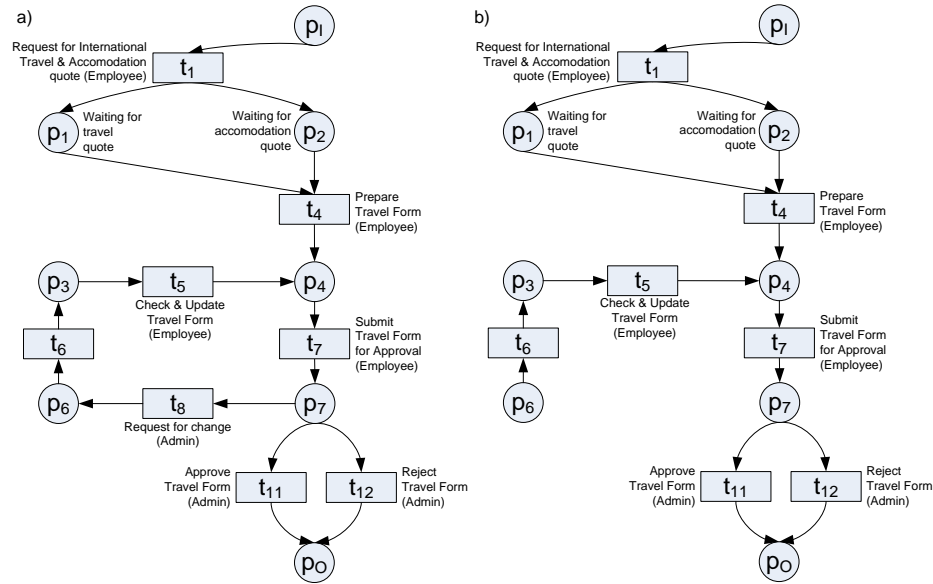 a)
pI
Request for International
Travel & Accomodation
quote (Employee)
t1
p1
Waiting for
travel
quote
Waiting for
accomodation
quote
p2
t4
Prepare
Travel Form
(Employee)
p3
t5
Check & Update
Travel Form
(Employee)
p4
t6
t7
Submit
Travel Form
for Approval
(Employee)
p6
t8
Request for change
(Admin)
p7
Approve
Travel Form
(Admin)
t11
t12
Reject
Travel Form
(Admin)
pO
b)
pI
Request for International
Travel & Accomodation
quote (Employee)
t1
p1
Waiting for
travel
quote
Waiting for
accomodation
quote
p2
t4
Prepare
Travel Form
(Employee)
p3
t5
Check & Update
Travel Form
(Employee)
p4
t6
t7
Submit
Travel Form
for Approval
(Employee)
p6
p7
Approve
Travel Form
(Admin)
t11
t12
Reject
Travel Form
(Admin)
pO